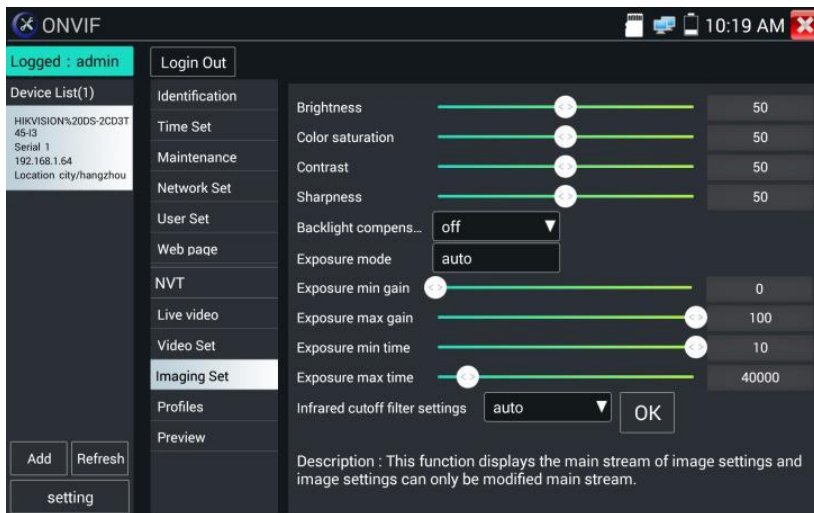 ONVIF
10:19 AM
Logged : admin
Login Out
Device List(1)
HIKVISION%20DS-2CD3T
45-I3
Serial 1
192.168.1.64
Location city/hangzhou
Add
Refresh
setting
Identification
Time Set
Maintenance
Network Set
User Set
Web page
NVT
Live video
Video Set
Imaging Set
Profiles
Preview
Brightness 50
Color saturation 50
Contrast 50
Sharpness 50
Backlight compens... off
Exposure mode auto
Exposure min gain 0
Exposure max gain 100
Exposure min time 10
Exposure max time 40000
Infrared cutoff filter settings auto OK
Description : This function displays the main stream of image settings and
image settings can only be modified main stream.